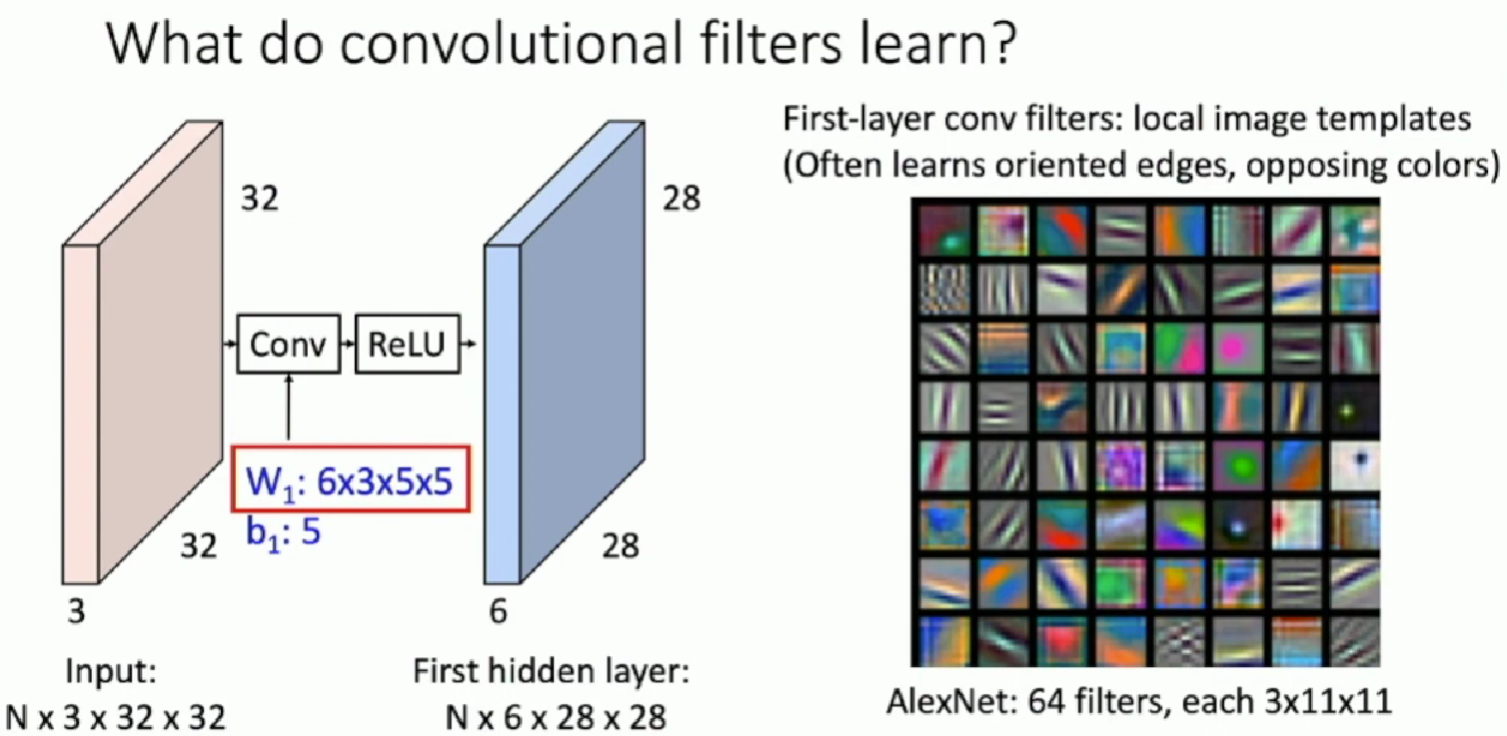 What do convolutional filters learn?
First-layer conv filters: local image templates
(Often learns oriented edges, opposing colors)
32
28
Conv
ReLU
W₁: 6x3x5x5
b₁: 5
32
28
3
6
Input:
N x 3 x 32 x 32
First hidden layer:
N x 6 x 28 x 28
AlexNet: 64 filters, each 3x11x11